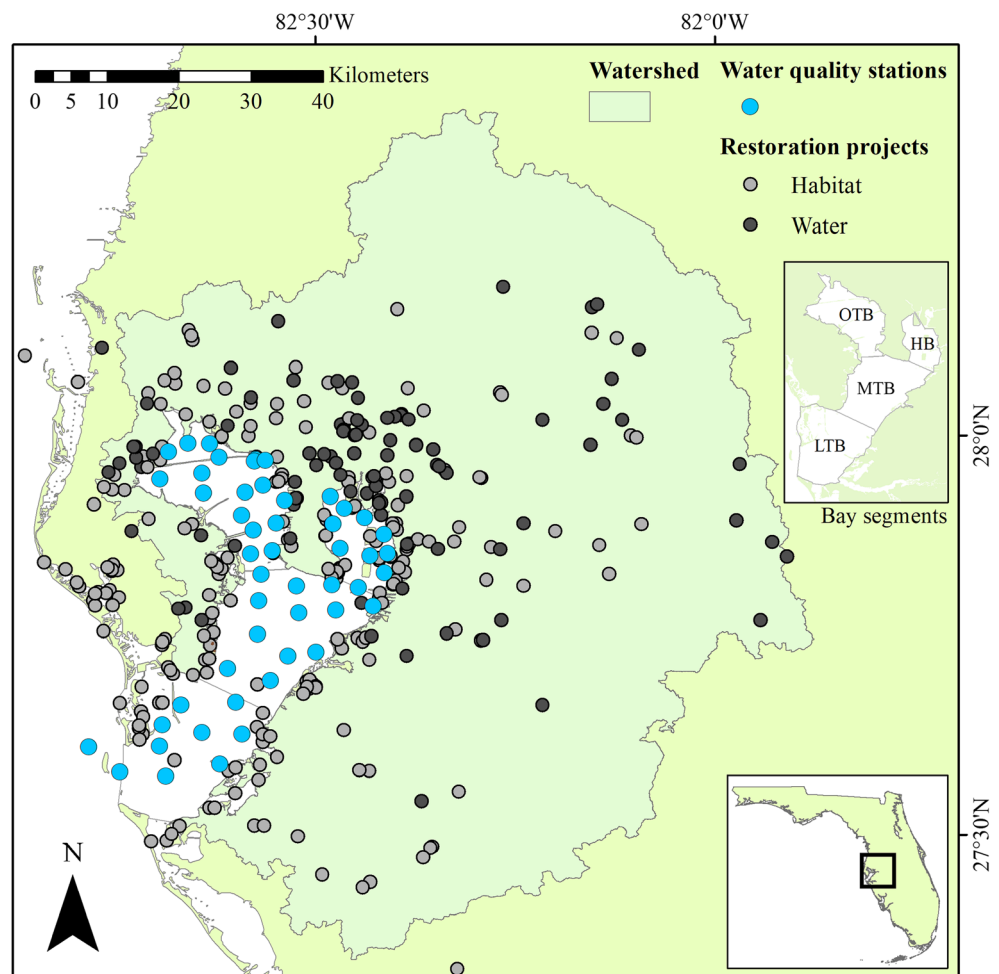 82°30'W 82°0'W
Kilometers
0 5 10 20 30 40
Watershed
Water quality stations
Restoration projects
Habitat
Water
OTB
HB
MTB
LTB
Bay segments
28°0'N
27°30'N
N